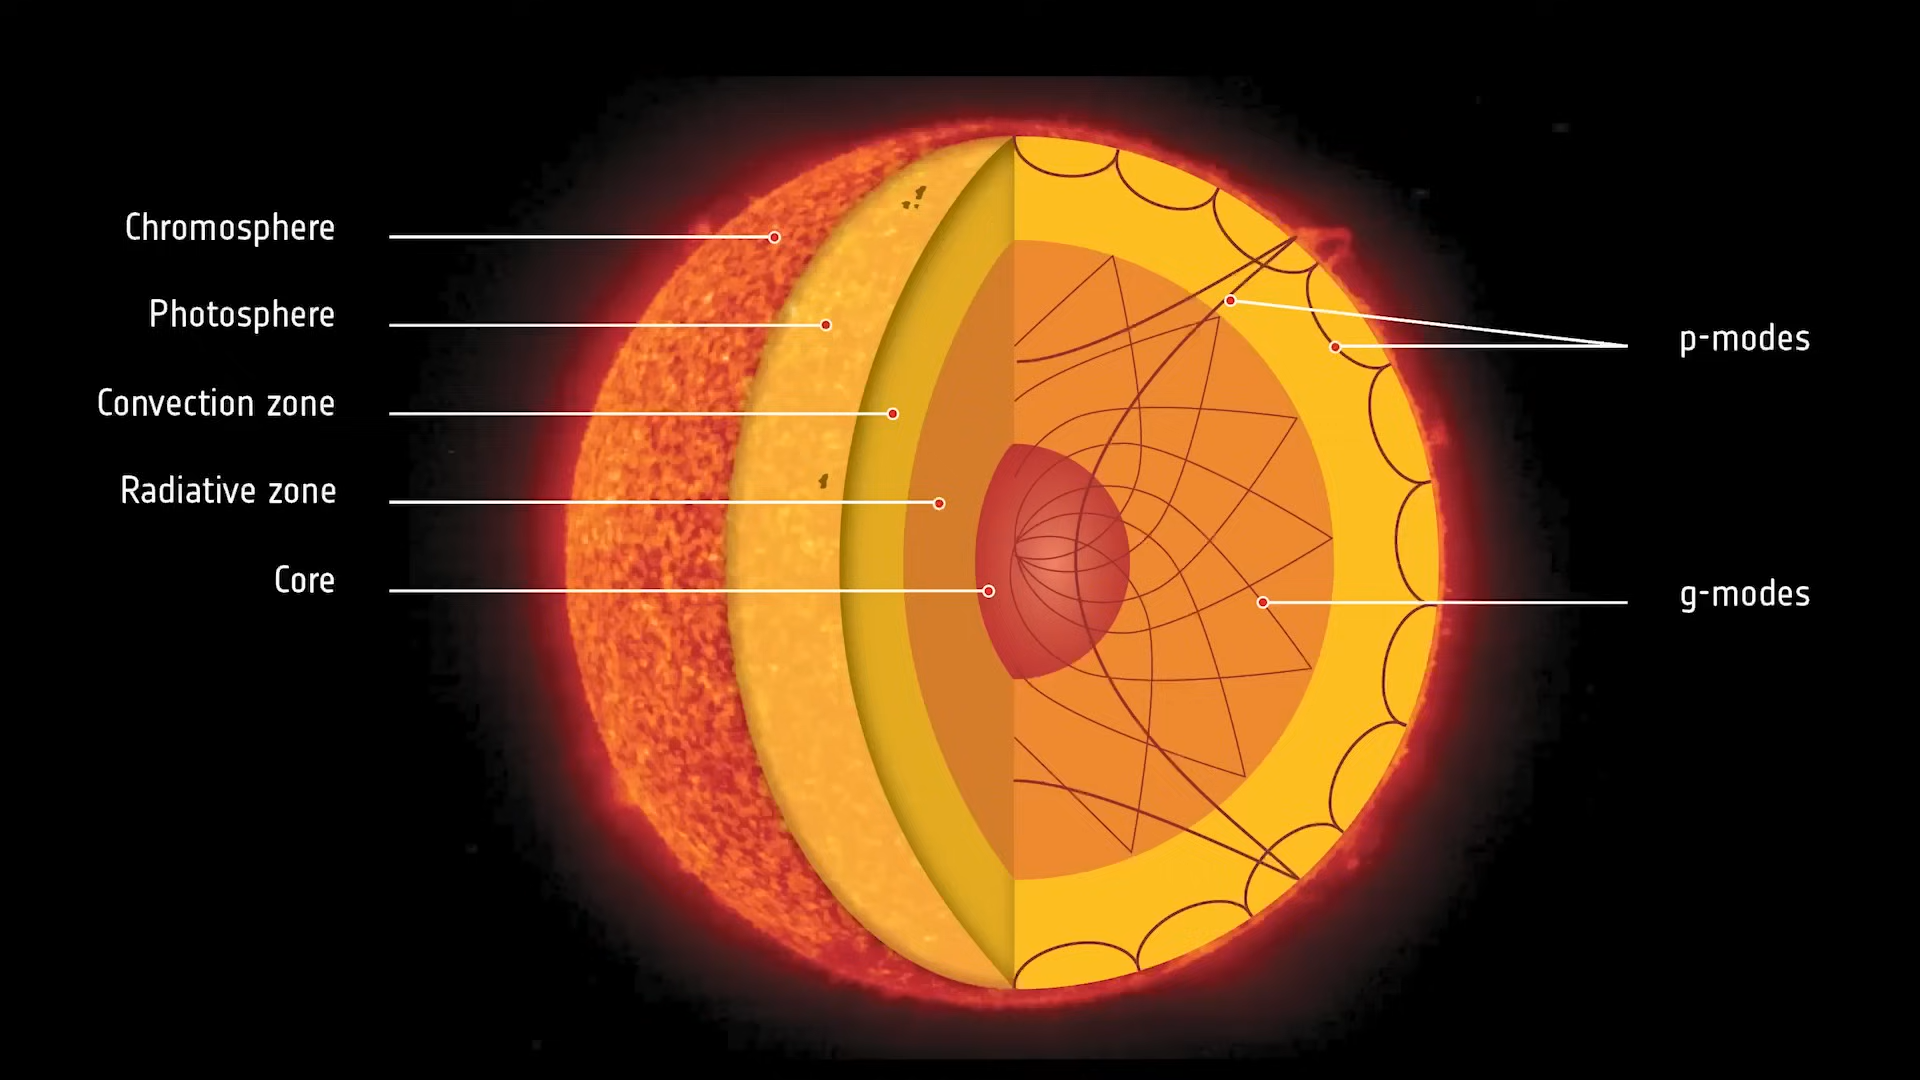 Chromosphere
Photosphere
Convection zone
Radiative zone
Core
p-modes
g-modes